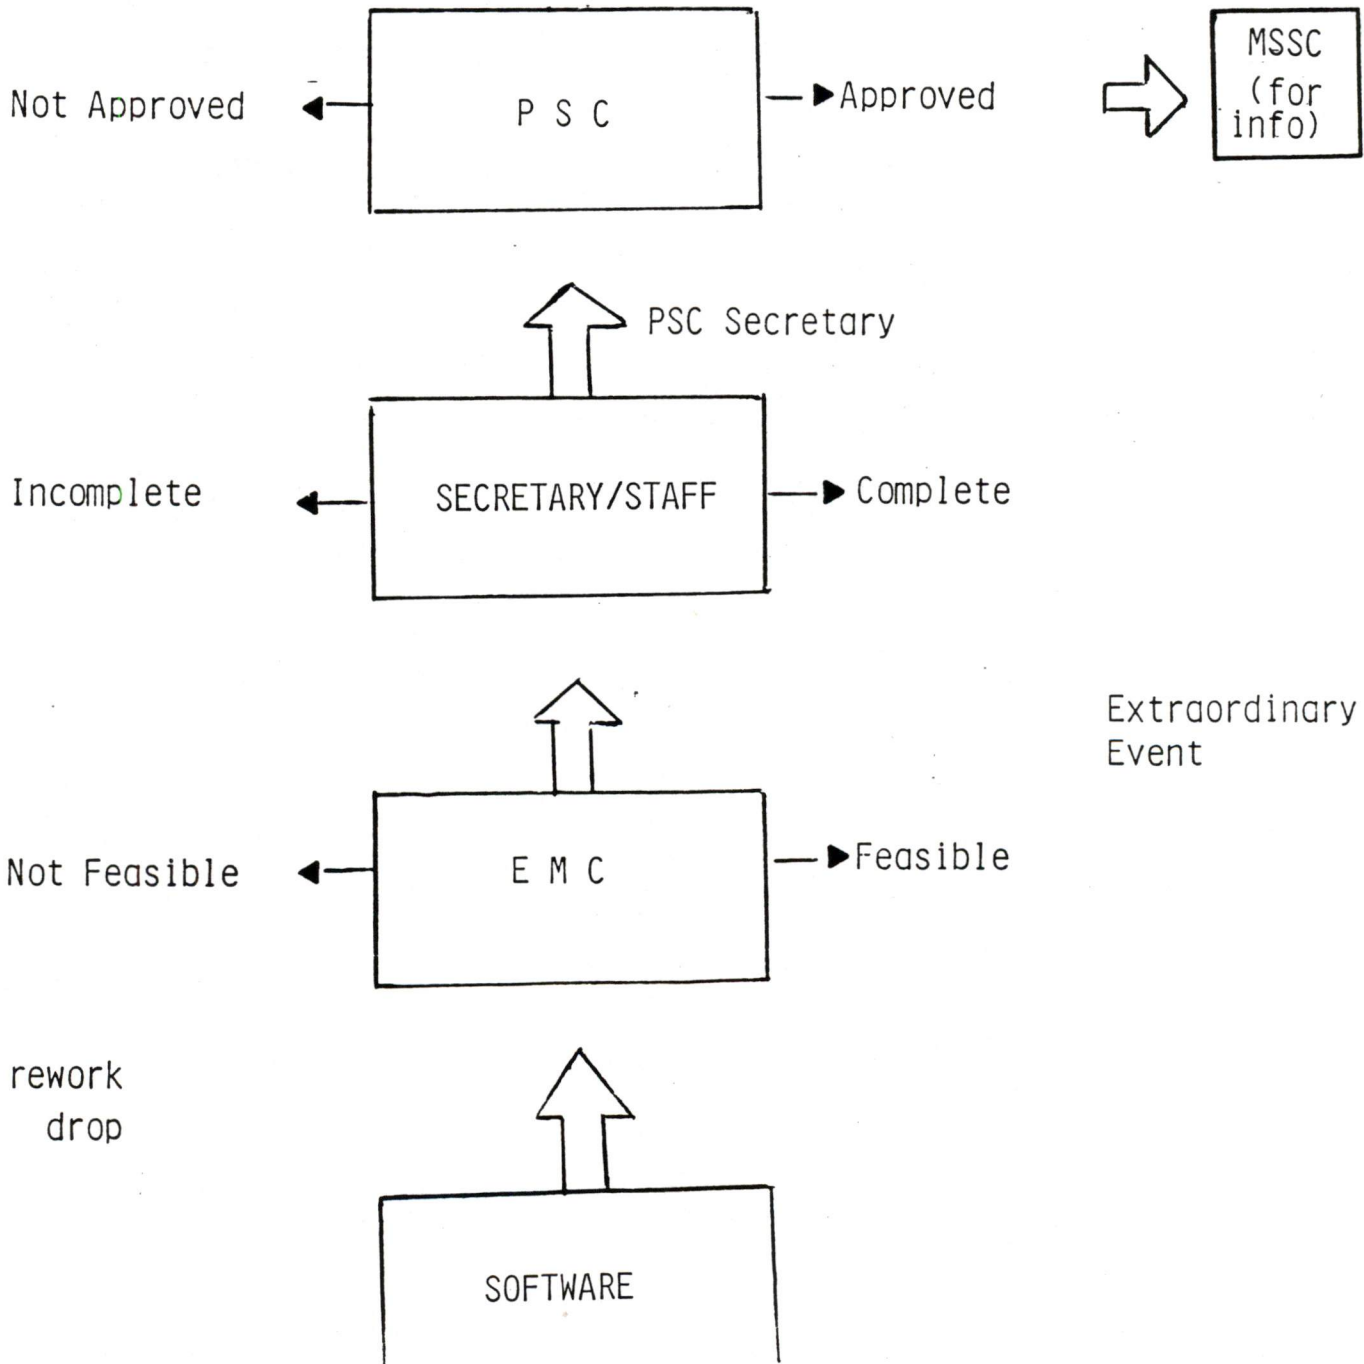 MSSC
(for
info)
Not Approved
P S C
Approved
PSC Secretary
Incomplete
SECRETARY/STAFF
Complete
Extraordinary
Event
Not Feasible
E M C
Feasible
rework
drop
SOFTWARE